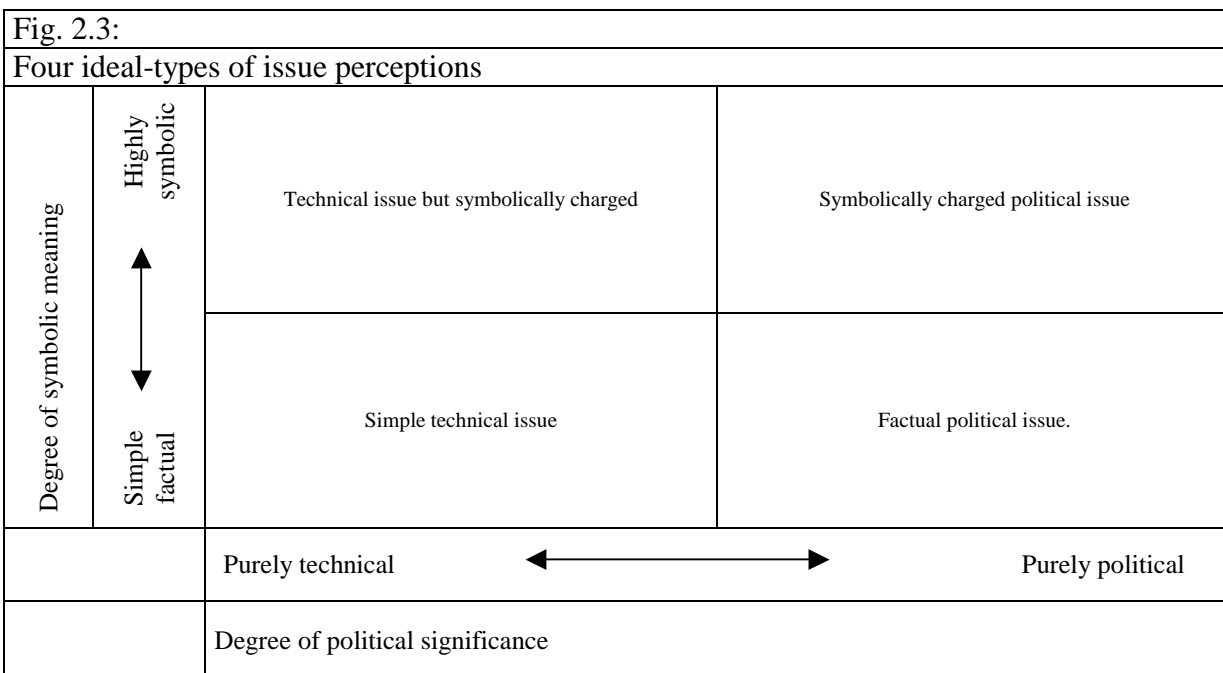 Fig. 2.3:
Four ideal-types of issue perceptions
Degree of symbolic meaning
Highly
symbolic
Simple
factual
Technical issue but symbolically charged
Symbolically charged political issue
Simple technical issue
Factual political issue.
Purely technical
Purely political
Degree of political significance